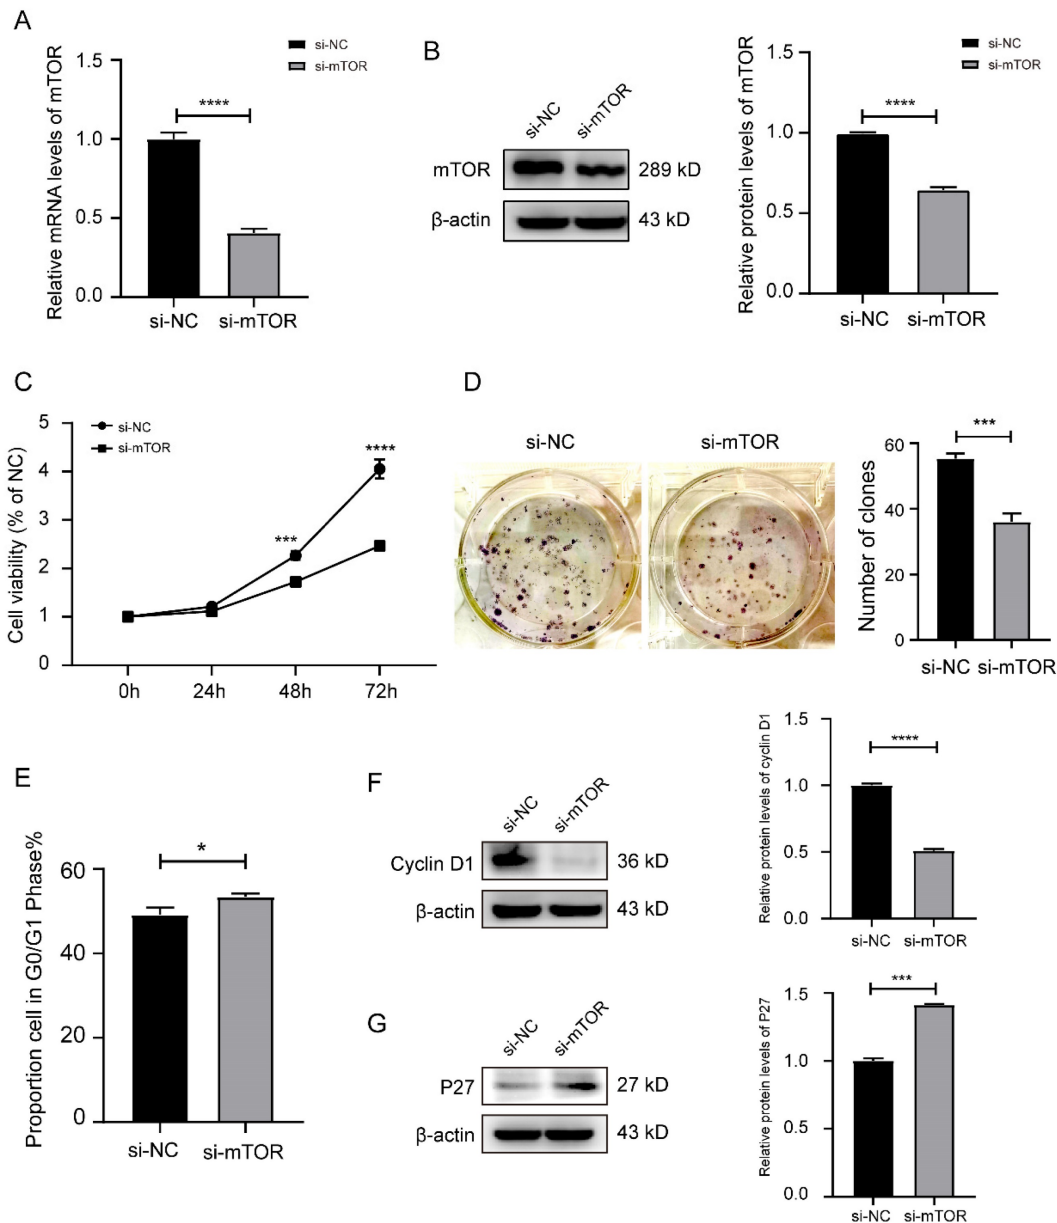 A
si-NC
si-mTOR
Relative mRNA levels of mTOR
1.5
1.0
0.5
0.0
****
si-NC
si-mTOR
B
si-NC
si-mTOR
mTOR
289 kD
β-actin
43 kD
si-NC
si-mTOR
Relative protein levels of mTOR
1.5
1.0
0.5
0.0
****
si-NC
si-mTOR
C
si-NC
si-mTOR
Cell viability (% of NC)
5
4
3
2
1
0
***
****
0h
24h
48h
72h
D
si-NC
si-mTOR
Number of clones
60
40
20
0
***
si-NC
si-mTOR
E
Proportion cell in G0/G1 Phase%
60
40
20
0
*
si-NC
si-mTOR
F
si-NC
si-mTOR
Cyclin D1
36 kD
β-actin
43 kD
Relative protein levels of cyclin D1
1.5
1.0
0.5
0.0
****
si-NC
si-mTOR
G
si-NC
si-mTOR
P27
27 kD
β-actin
43 kD
Relative protein levels of P27
1.5
1.0
0.5
0.0
***
si-NC
si-mTOR